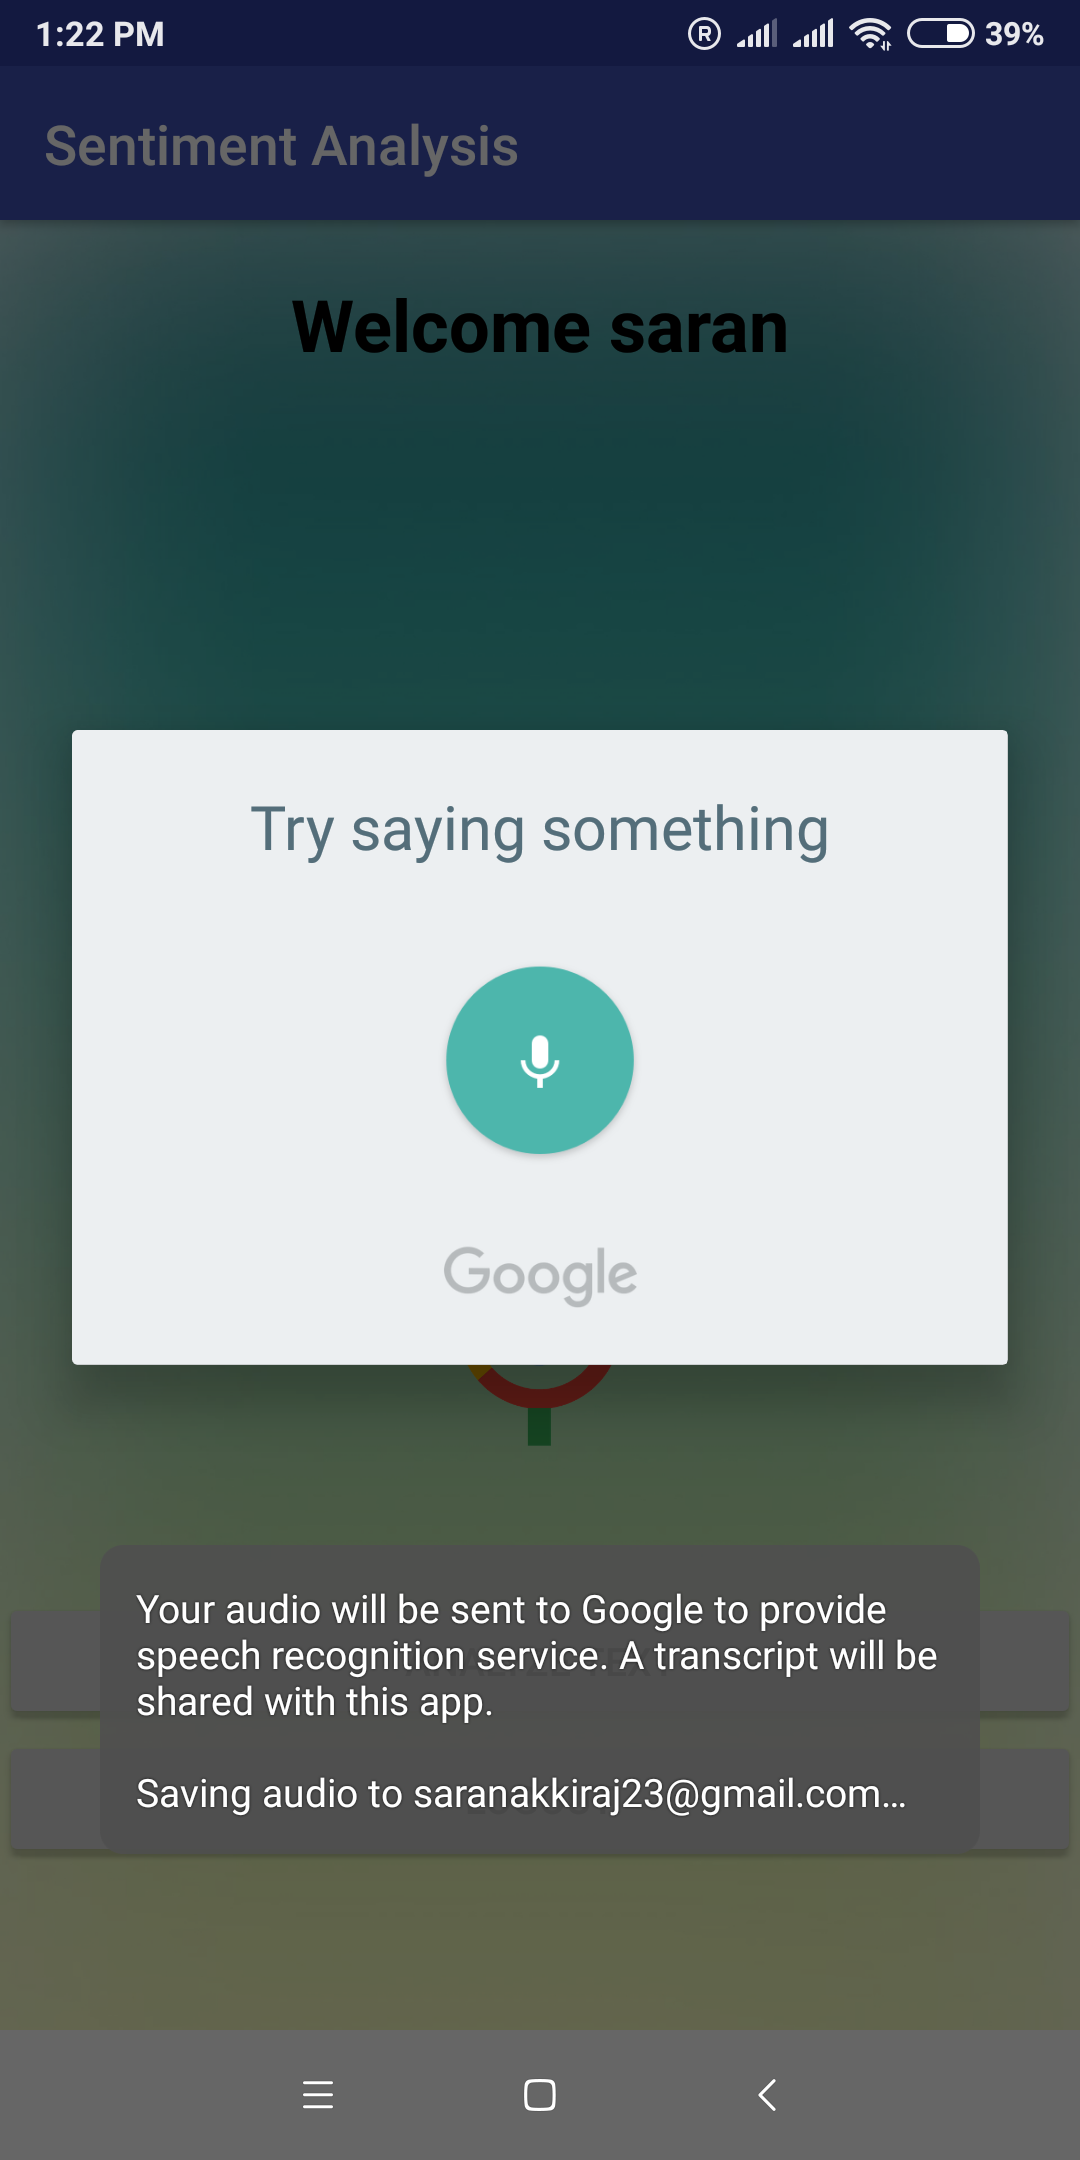 1:22 PM
R
39%
Sentiment Analysis
Welcome saran
Try saying something
Google
Your audio will be sent to Google to provide
speech recognition service. A transcript will be
shared with this app.
Saving audio to saranakkiraj23@gmail.com...